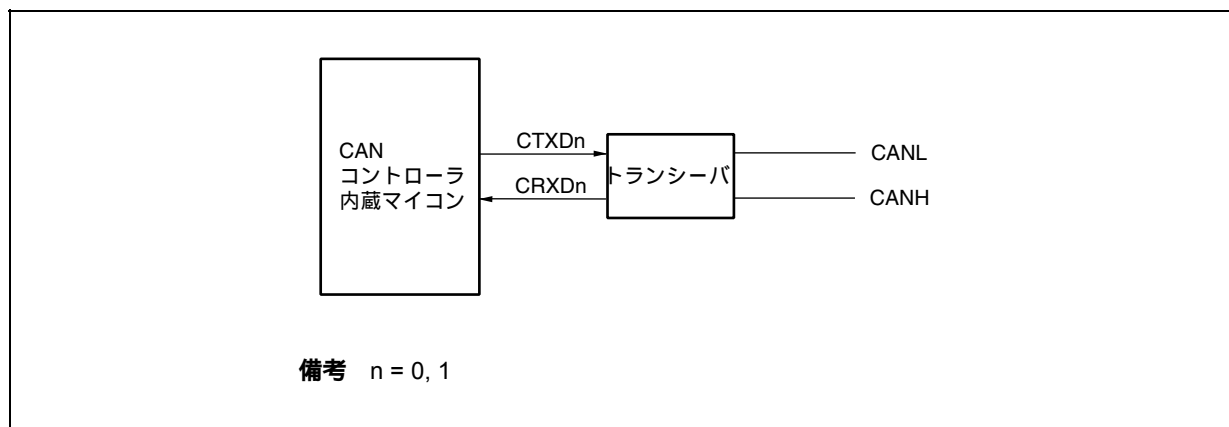 CAN
コントローラ
内蔵マイコン
CTXDn
CRXDn
トランシーバ
CANL
CANH
備考 n = 0, 1